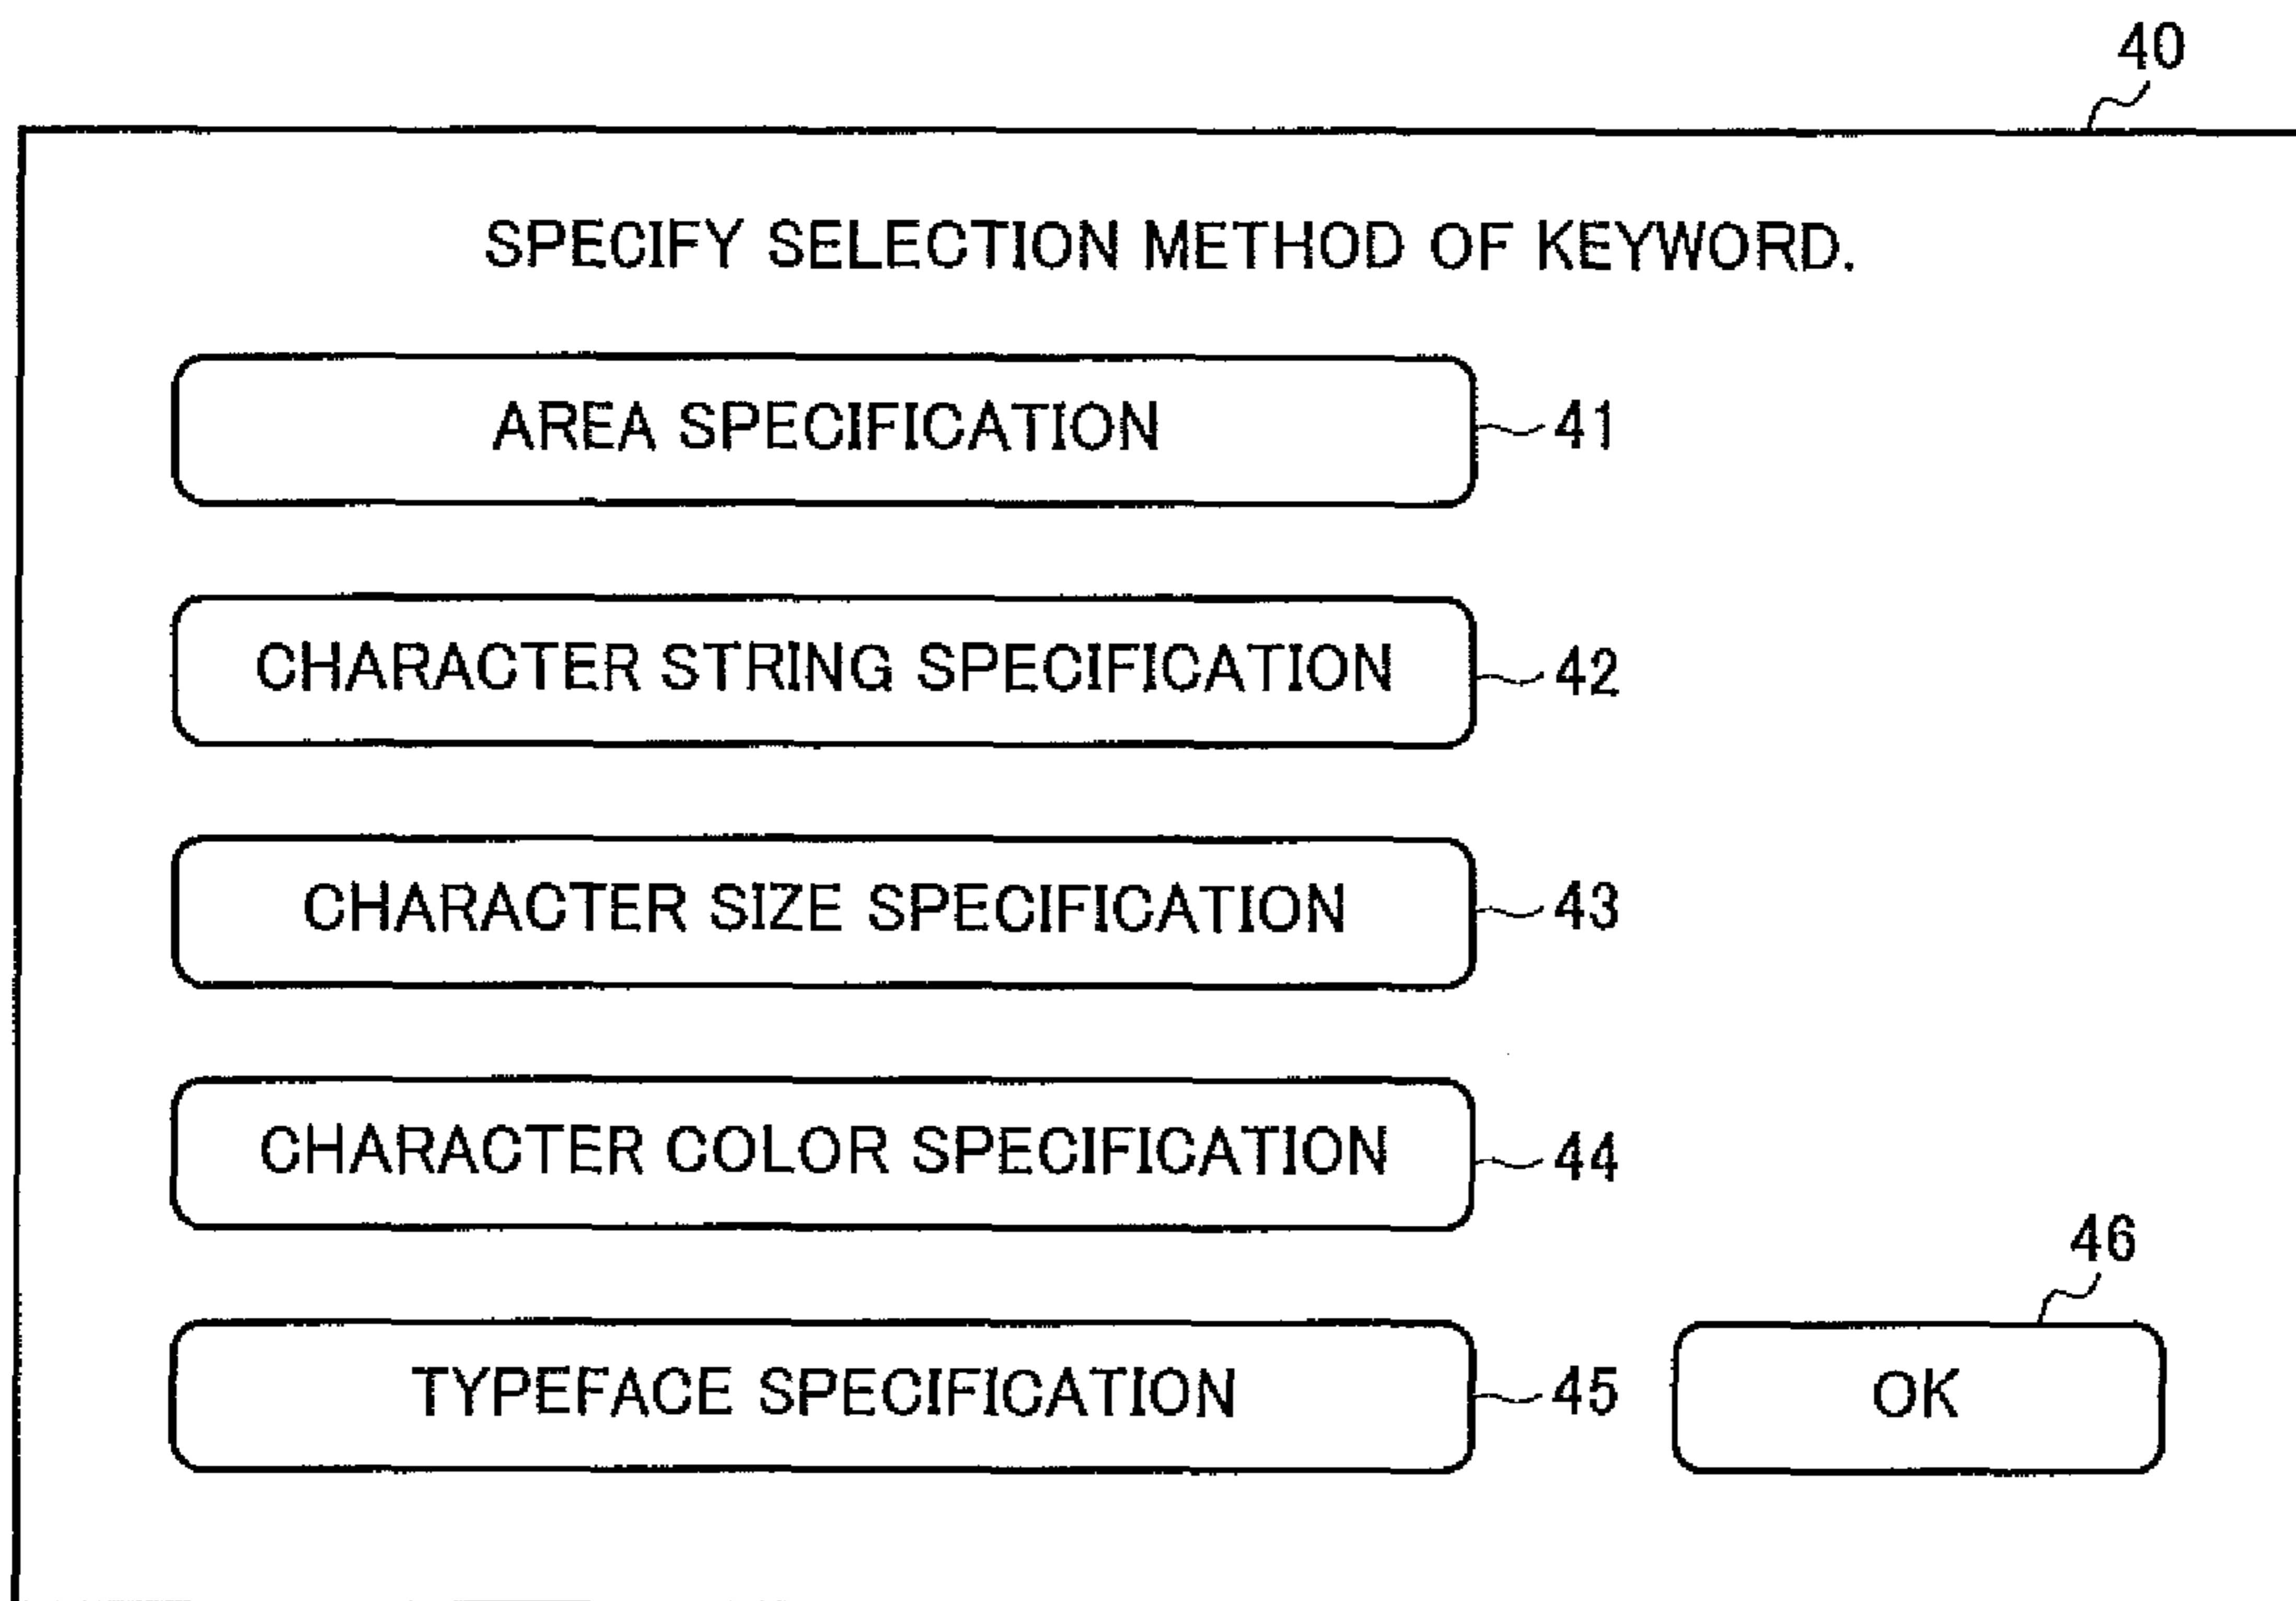 40
SPECIFY SELECTION METHOD OF KEYWORD.
AREA SPECIFICATION 41
CHARACTER STRING SPECIFICATION 42
CHARACTER SIZE SPECIFICATION 43
CHARACTER COLOR SPECIFICATION 44
46
TYPEFACE SPECIFICATION 45 OK